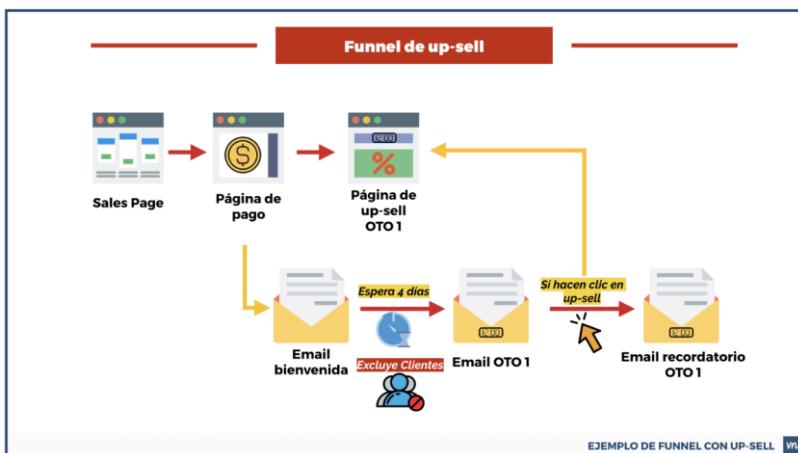 Funnel de up-sell
Sales Page
Página de
pago
Página de
up-sell
OTO 1
Espera 4 días
Si hacen clic en
up-sell
Email
bienvenida
Excluye Clientes
Email OTO 1
Email recordatorio
OTO 1
EJEMPLO DE FUNNEL CON UP-SELL